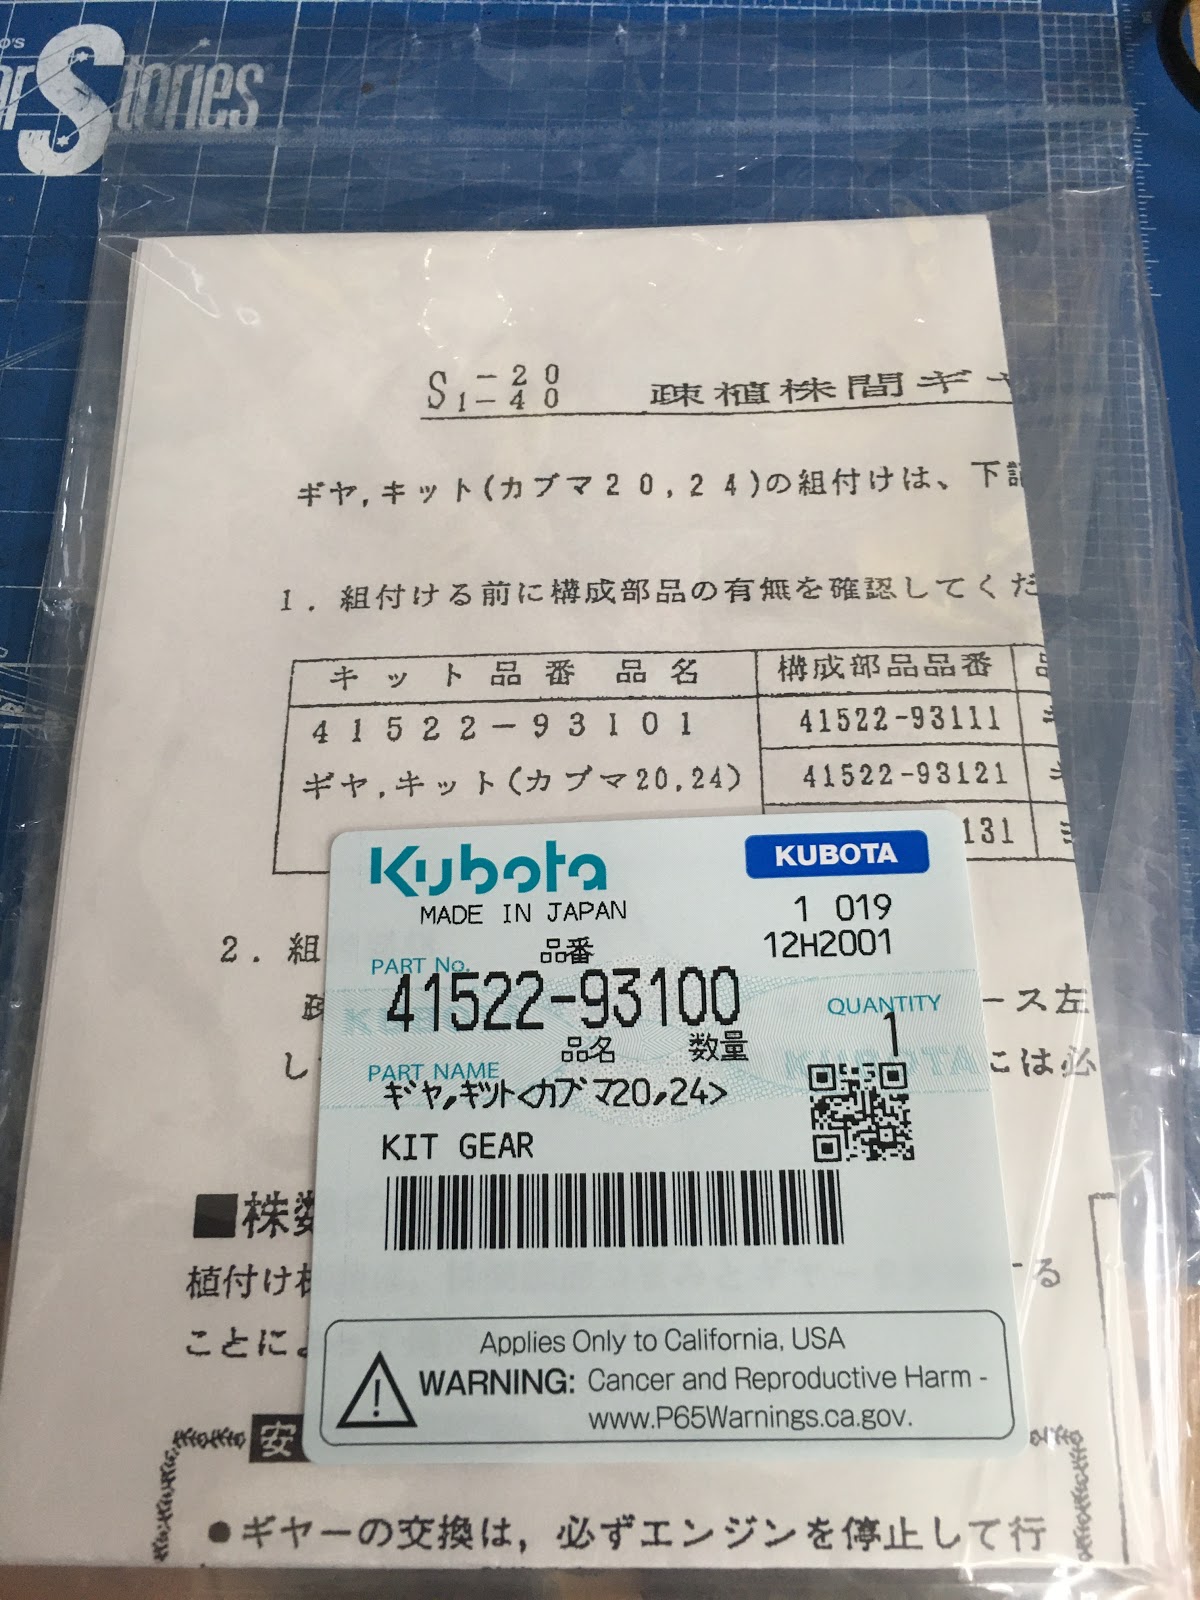 Stories
S1-20
-40 疎植株間ギヤ
ギヤ,キット(カブマ20,24)の組付けは、下記
1.組付ける前に構成部品の有無を確認してくだ
キット品番 品名 構成部品品番 品
41522-93101 41522-93111
ギヤ,キット(カブマ20,24) 41522-93121
131
2.組
Kubota KUBOTA
MADE IN JAPAN 1 019
12H2001
品番
PART No.
41522-93100
QUANTITY
1
品名 数量
PART NAME
ギヤ,キット<カブマ20,24>
KIT GEAR
ース左
し
には必
■株数
植付け株
する
ことによ
Applies Only to California, USA
WARNING: Cancer and Reproductive Harm -
www.P65Warnings.ca.gov.
安
●ギヤーの交換は,必ずエンジンを停止して行